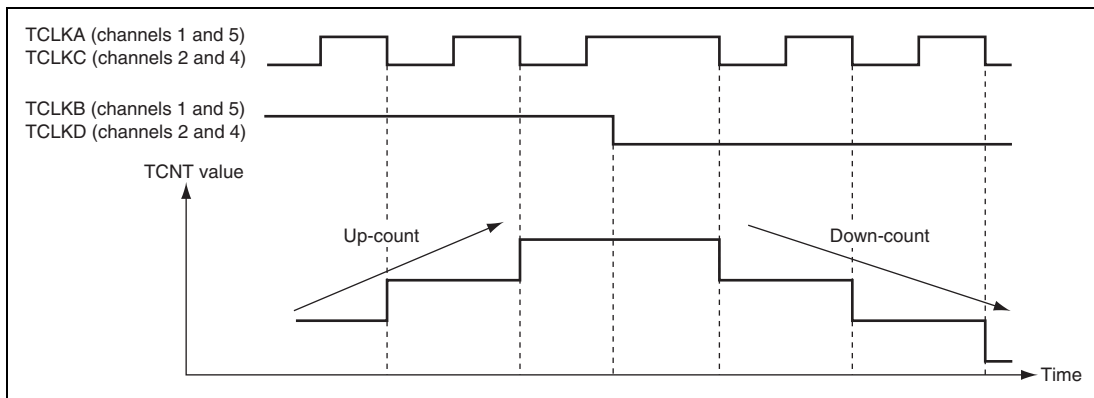 TCLKA (channels 1 and 5)
TCLKC (channels 2 and 4)
TCLKB (channels 1 and 5)
TCLKD (channels 2 and 4)
TCNT value
Up-count
Down-count
Time